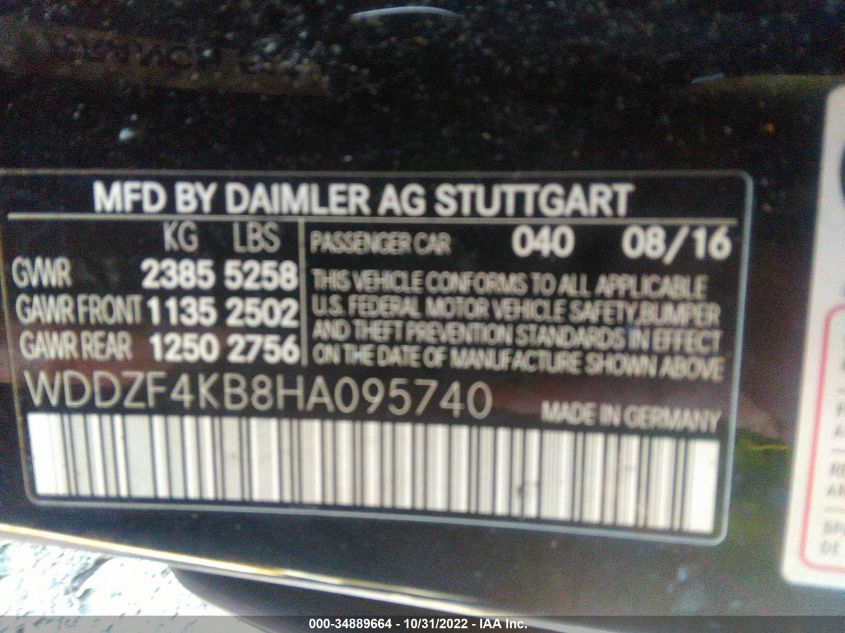 MFD BY DAIMLER AG STUTTGART
KG LBS
GVWR 2385 5258
GAWR FRONT 1135 2502
GAWR REAR 1250 2756
PASSENGER CAR 040 08/16
THIS VEHICLE CONFORMS TO ALL APPLICABLE
U.S. FEDERAL MOTOR VEHICLE SAFETY,BUMPER
AND THEFT PREVENTION STANDARDS IN EFFECT
ON THE DATE OF MANUFACTURE SHOWN ABOVE
WDDZF4KB8HA095740
MADE IN GERMANY
000-34889664 - 10/31/2022 - IAA Inc.